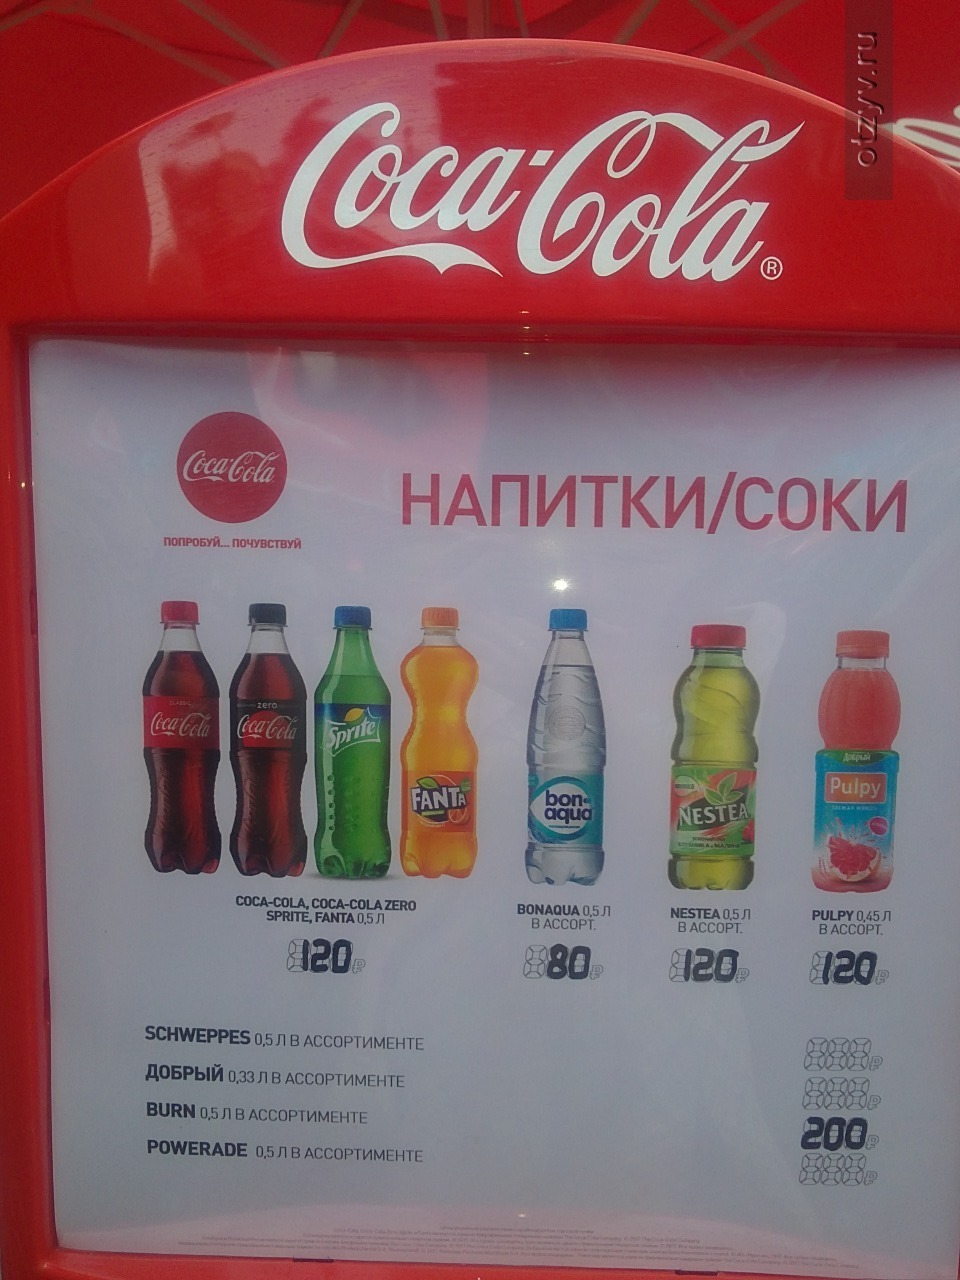 otzyv.ru
Coca-Cola®
Coca-Cola
ПОПРОБУЙ... ПОЧУВСТВУЙ
НАПИТКИ/СОКИ
CLASSIC
Coca-Cola
zero
Coca-Cola
Sprite
FANTA
bon-
aqua
NESTEA
Добрый
Pulpy
COCA-COLA, COCA-COLA ZERO
SPRITE, FANTA 0,5 Л
120 ₽
BONAQUA 0,5 Л
В АССОРТ.
80 ₽
NESTEA 0,5 Л
В АССОРТ.
120 ₽
PULPY 0,45 Л
В АССОРТ.
120 ₽
SCHWEPPES 0,5 Л В АССОРТИМЕНТЕ ₽
ДОБРЫЙ 0,33 Л В АССОРТИМЕНТЕ ₽
BURN 0,5 Л В АССОРТИМЕНТЕ 200 ₽
POWERADE 0,5 Л В АССОРТИМЕНТЕ ₽